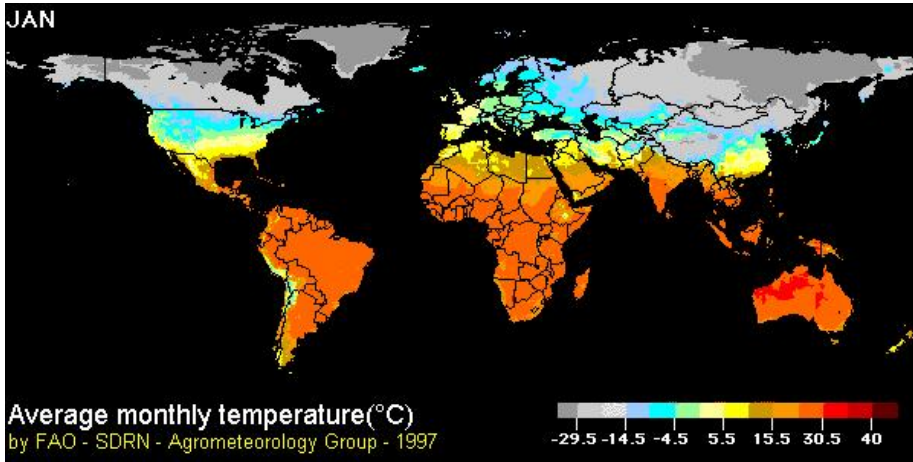 JAN
Average monthly temperature(°C)
by FAO - SDRN - Agrometeorology Group - 1997
-29.5 -14.5 -4.5 5.5 15.5 30.5 40